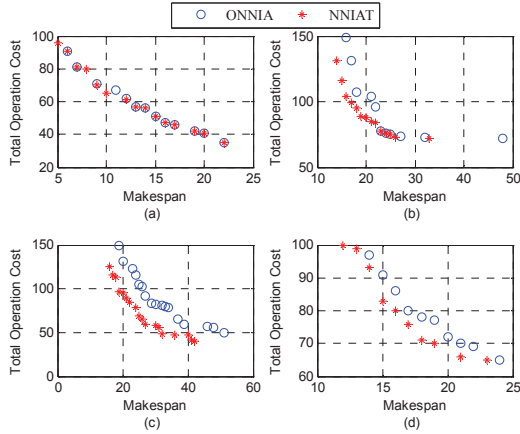 ONNIA NNIAT
100
80
60
40
20
5 10 15 20 25
Total Operation Cost
Makespan
(a)
150
100
50
10 20 30 40 50
Total Operation Cost
Makespan
(b)
150
100
50
0
0 20 40 60
Total Operation Cost
Makespan
(c)
100
90
80
70
60
10 15 20 25
Total Operation Cost
Makespan
(d)